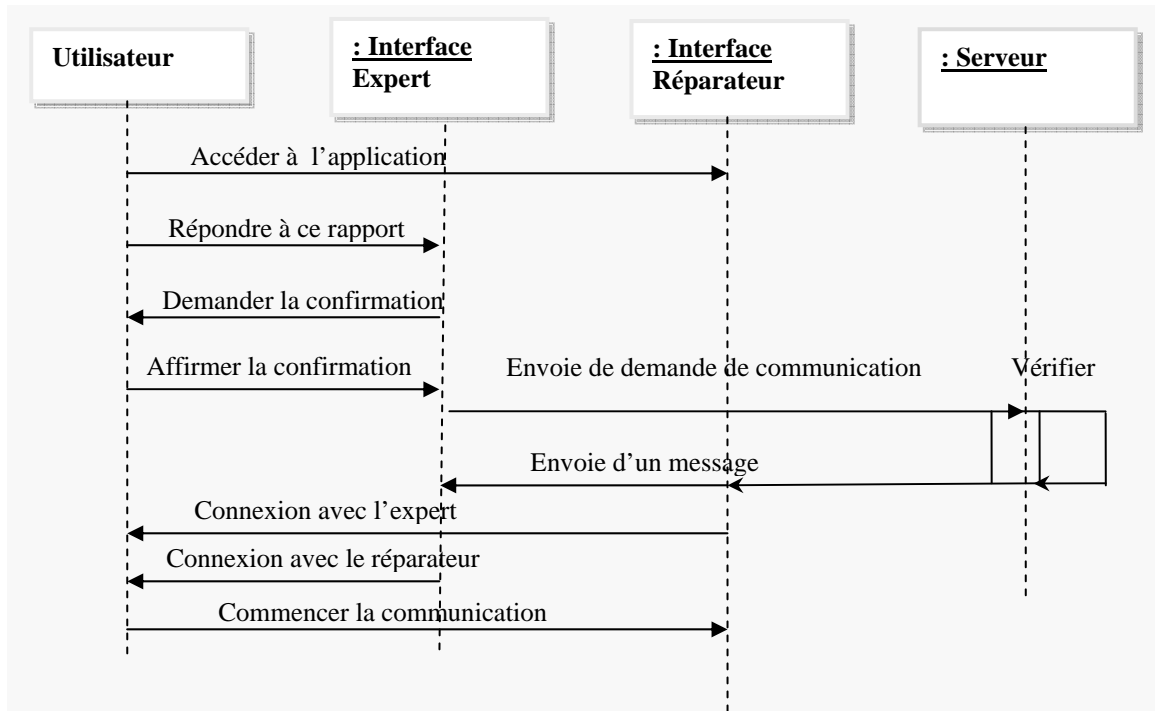 Utilisateur
: Interface
Expert
: Interface
Réparateur
: Serveur
Accéder à l’application
Répondre à ce rapport
Demander la confirmation
Affirmer la confirmation
Envoie de demande de communication
Vérifier
Envoie d’un message
Connexion avec l’expert
Connexion avec le réparateur
Commencer la communication